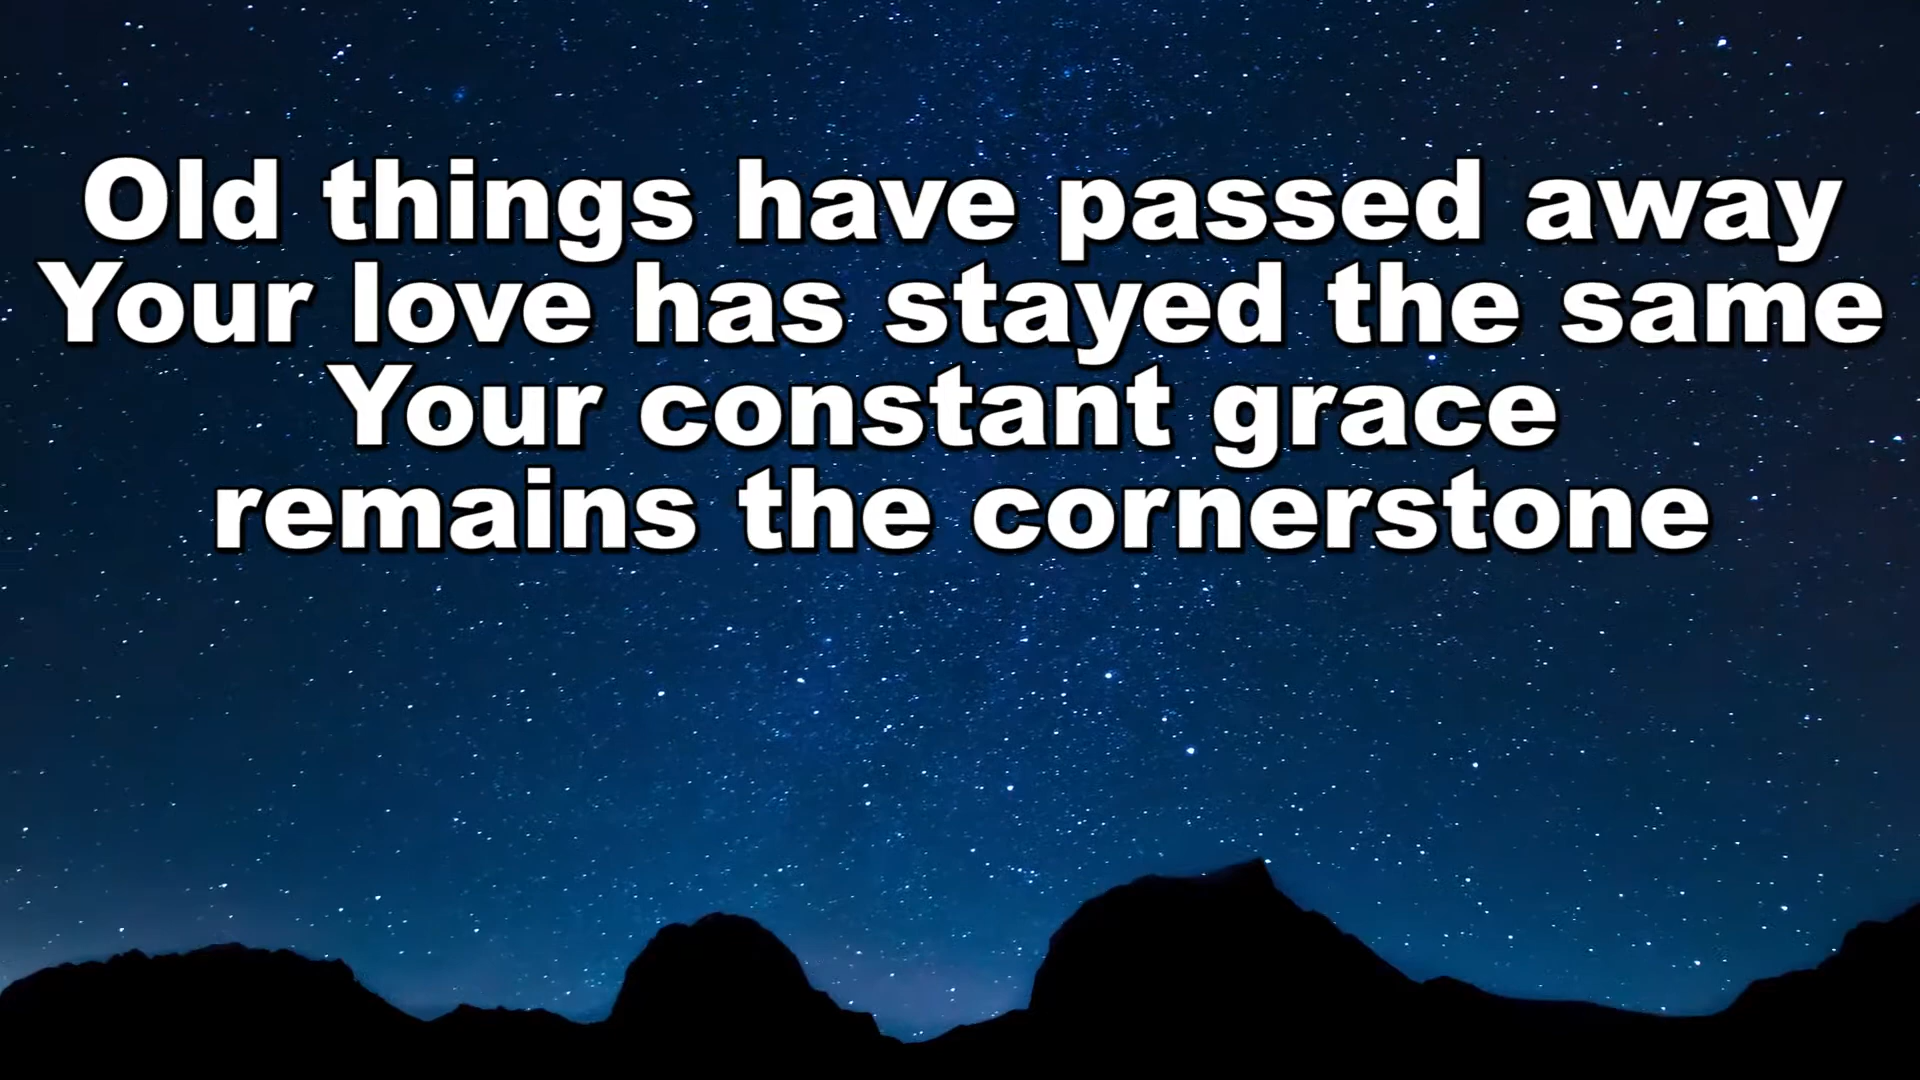 Old things have passed away
Your love has stayed the same
Your constant grace
remains the cornerstone